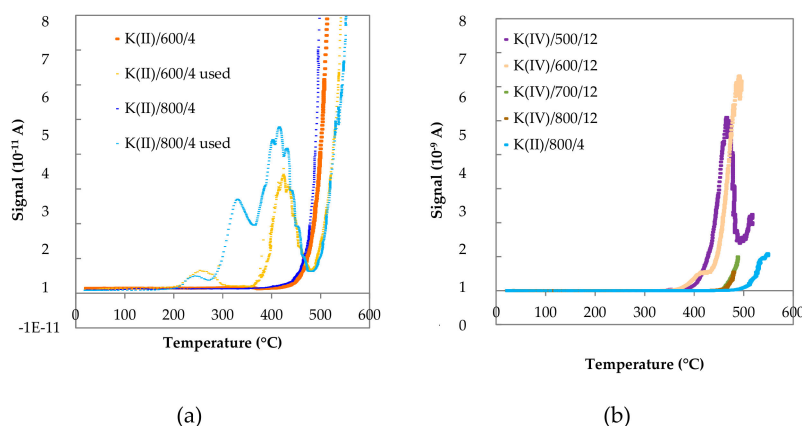 8
7
6
5
4
3
2
1
-1E-11
Signal (10⁻¹¹ A)
K(II)/600/4
K(II)/600/4 used
K(II)/800/4
K(II)/800/4 used
0 100 200 300 400 500 600
Temperature (°C)
(a)
8
7
6
5
4
3
2
1
0
Signal (10⁻⁹ A)
K(IV)/500/12
K(IV)/600/12
K(IV)/700/12
K(IV)/800/12
K(II)/800/4
0 100 200 300 400 500 600
Temperature (°C)
(b)